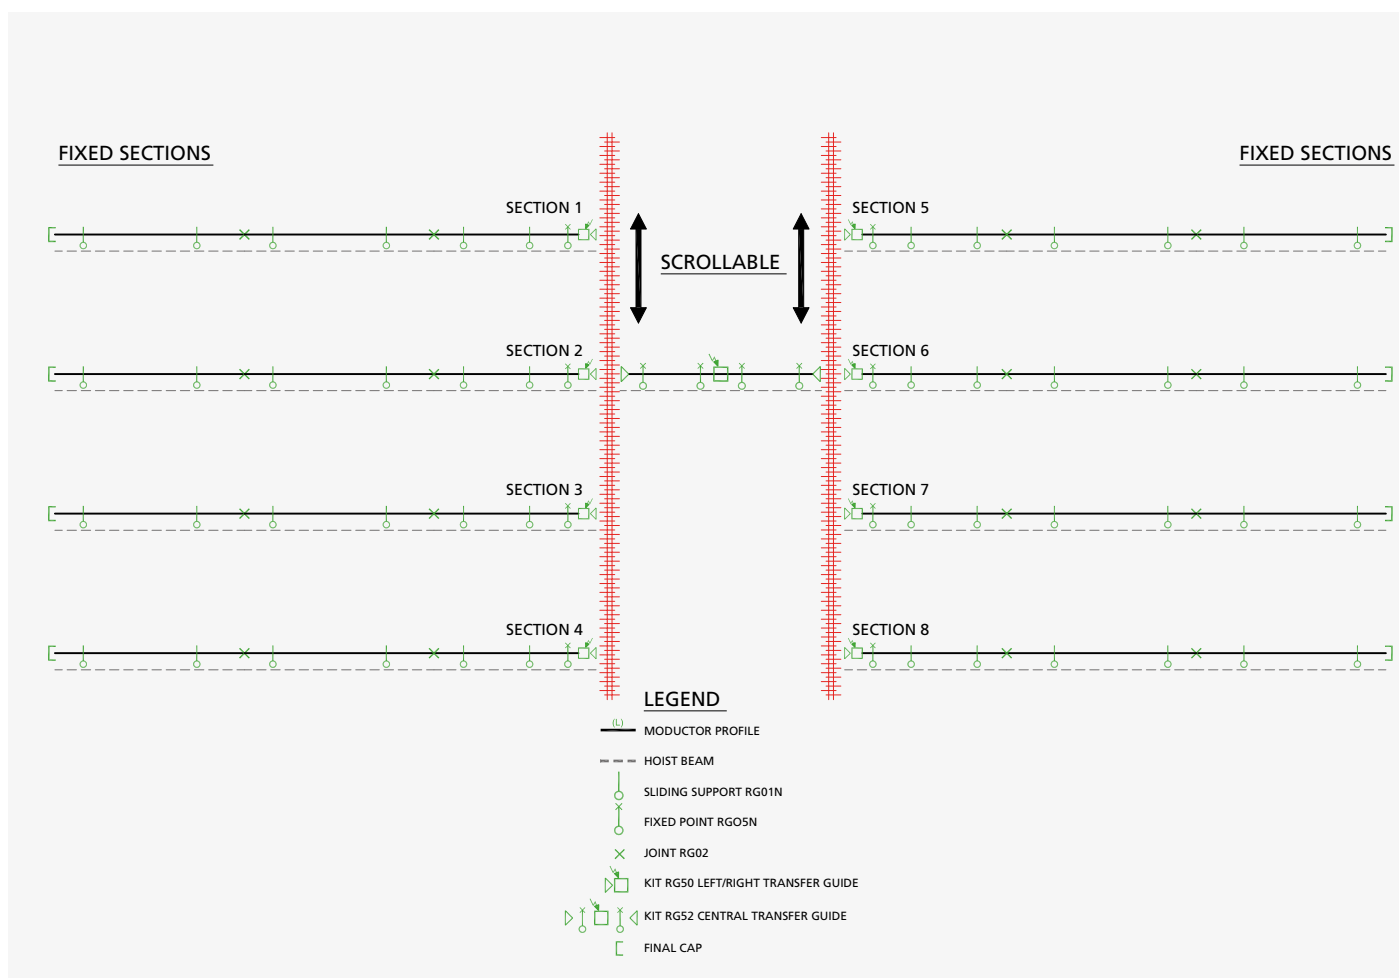 FIXED SECTIONS
FIXED SECTIONS
SECTION 1
SECTION 5
SCROLLABLE
SECTION 2
SECTION 6
SECTION 3
SECTION 7
SECTION 4
SECTION 8
LEGEND
(L)
MODUCTOR PROFILE
HOIST BEAM
SLIDING SUPPORT RG01N
FIXED POINT RGO5N
JOINT RG02
KIT RG50 LEFT/RIGHT TRANSFER GUIDE
KIT RG52 CENTRAL TRANSFER GUIDE
FINAL CAP